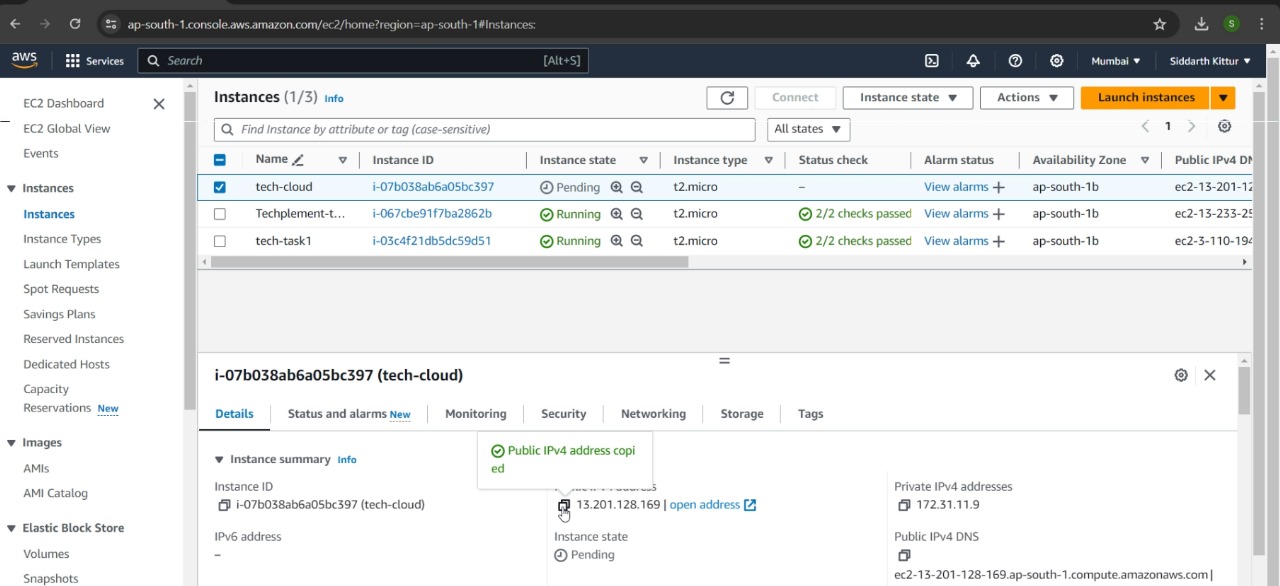 ap-south-1.console.aws.amazon.com/ec2/home?region=ap-south-1#Instances:
S
aws
Services
Search [Alt+S]
Mumbai
Siddarth Kittur
EC2 Dashboard
EC2 Global View
Events
Instances
Instances
Instance Types
Launch Templates
Spot Requests
Savings Plans
Reserved Instances
Dedicated Hosts
Capacity
Reservations New
Images
AMIs
AMI Catalog
Elastic Block Store
Volumes
Snapshots
Instances (1/3) Info
Connect
Instance state
Actions
Launch instances
Find Instance by attribute or tag (case-sensitive)
All states
1
Name Instance ID Instance state Instance type Status check Alarm status Availability Zone Public IPv4 DN
tech-cloud i-07b038ab6a05bc397 Pending t2.micro – View alarms + ap-south-1b ec2-13-201-12
Techplement-t... i-067cbe91f7ba2862b Running t2.micro 2/2 checks passed View alarms + ap-south-1b ec2-13-233-25
tech-task1 i-03c4f21db5dc59d51 Running t2.micro 2/2 checks passed View alarms + ap-south-1b ec2-3-110-194
i-07b038ab6a05bc397 (tech-cloud)
Details
Status and alarms New
Monitoring
Security
Networking
Storage
Tags
Public IPv4 address copi
ed
Instance summary Info
Instance ID
i-07b038ab6a05bc397 (tech-cloud)
address
13.201.128.169 | open address
Private IPv4 addresses
172.31.11.9
IPv6 address
–
Instance state
Pending
Public IPv4 DNS
ec2-13-201-128-169.ap-south-1.compute.amazonaws.com |